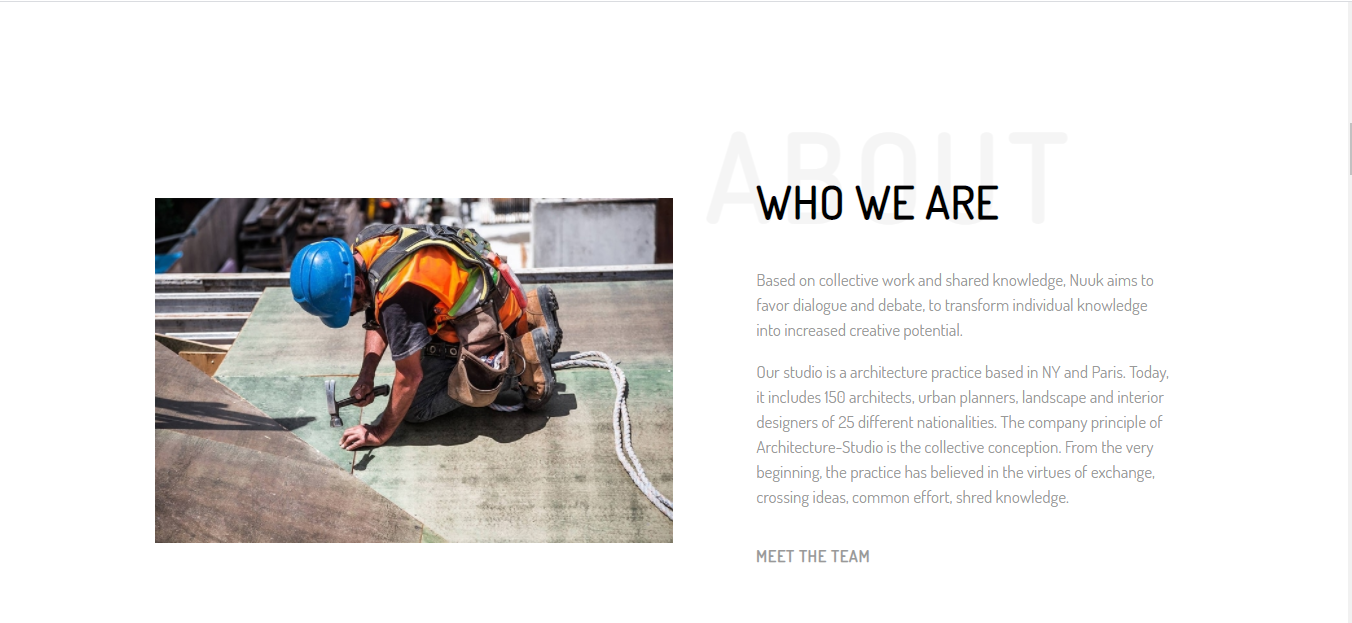 ABOUT
WHO WE ARE
Based on collective work and shared knowledge, Nuuk aims to
favor dialogue and debate, to transform individual knowledge
into increased creative potential.
Our studio is a architecture practice based in NY and Paris. Today,
it includes 150 architects, urban planners, landscape and interior
designers of 25 different nationalities. The company principle of
Architecture-Studio is the collective conception. From the very
beginning, the practice has believed in the virtues of exchange,
crossing ideas, common effort, shred knowledge.
MEET THE TEAM